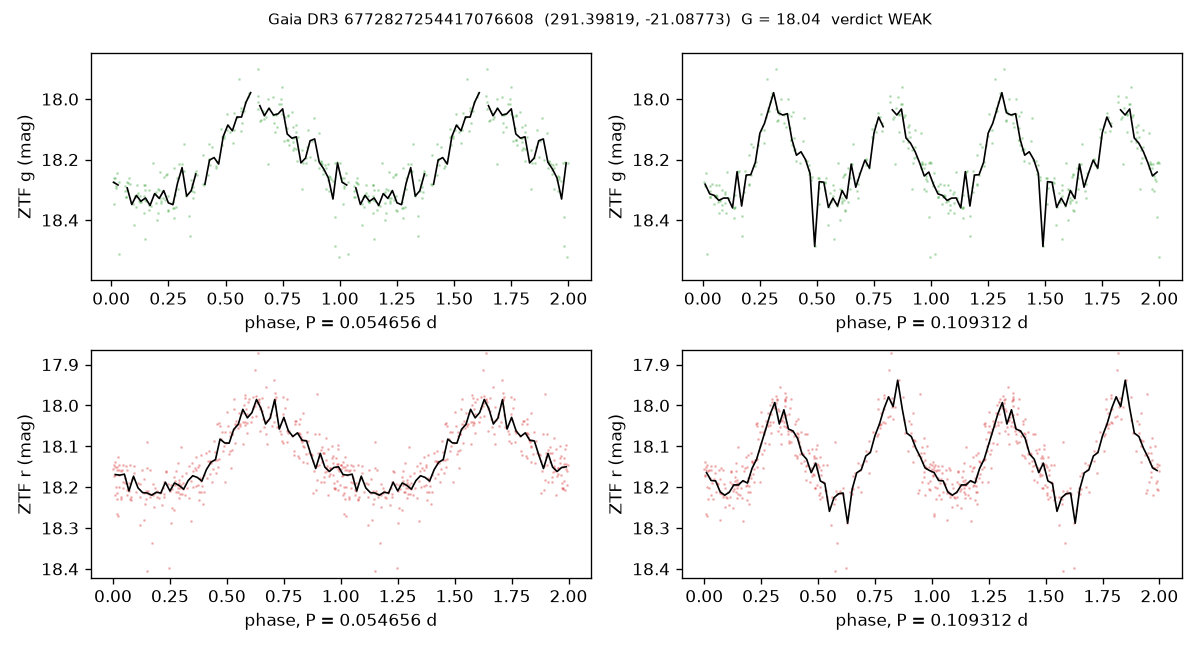 Gaia DR3 6772827254417076608  (291.39819, -21.08773)  G = 18.04  verdict WEAK
ZTF g (mag)
18.0
18.2
18.4
0.00 0.25 0.50 0.75 1.00 1.25 1.50 1.75 2.00
phase, P = 0.054656 d
ZTF g (mag)
18.0
18.2
18.4
0.00 0.25 0.50 0.75 1.00 1.25 1.50 1.75 2.00
phase, P = 0.109312 d
ZTF r (mag)
17.9
18.0
18.1
18.2
18.3
18.4
0.00 0.25 0.50 0.75 1.00 1.25 1.50 1.75 2.00
phase, P = 0.054656 d
ZTF r (mag)
17.9
18.0
18.1
18.2
18.3
18.4
0.00 0.25 0.50 0.75 1.00 1.25 1.50 1.75 2.00
phase, P = 0.109312 d